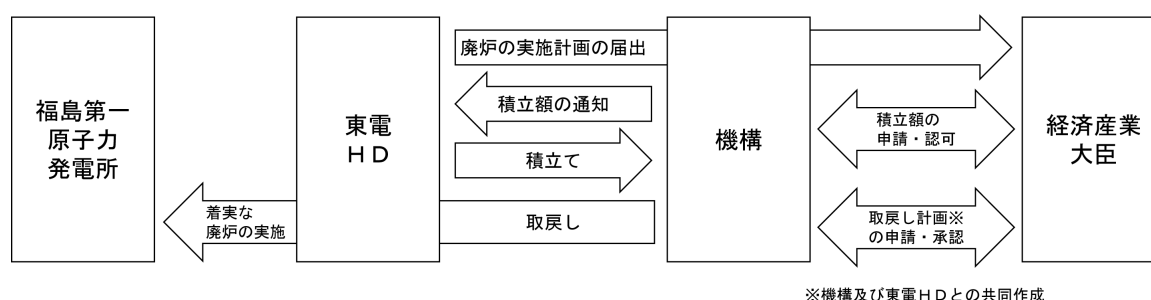 福島第一
原子力
発電所
東電
ＨＤ
廃炉の実施計画の届出
積立額の通知
積立て
取戻し
着実な
廃炉の実施
機構
積立額の
申請・認可
取戻し計画※
の申請・承認
経済産業
大臣
※機構及び東電ＨＤとの共同作成